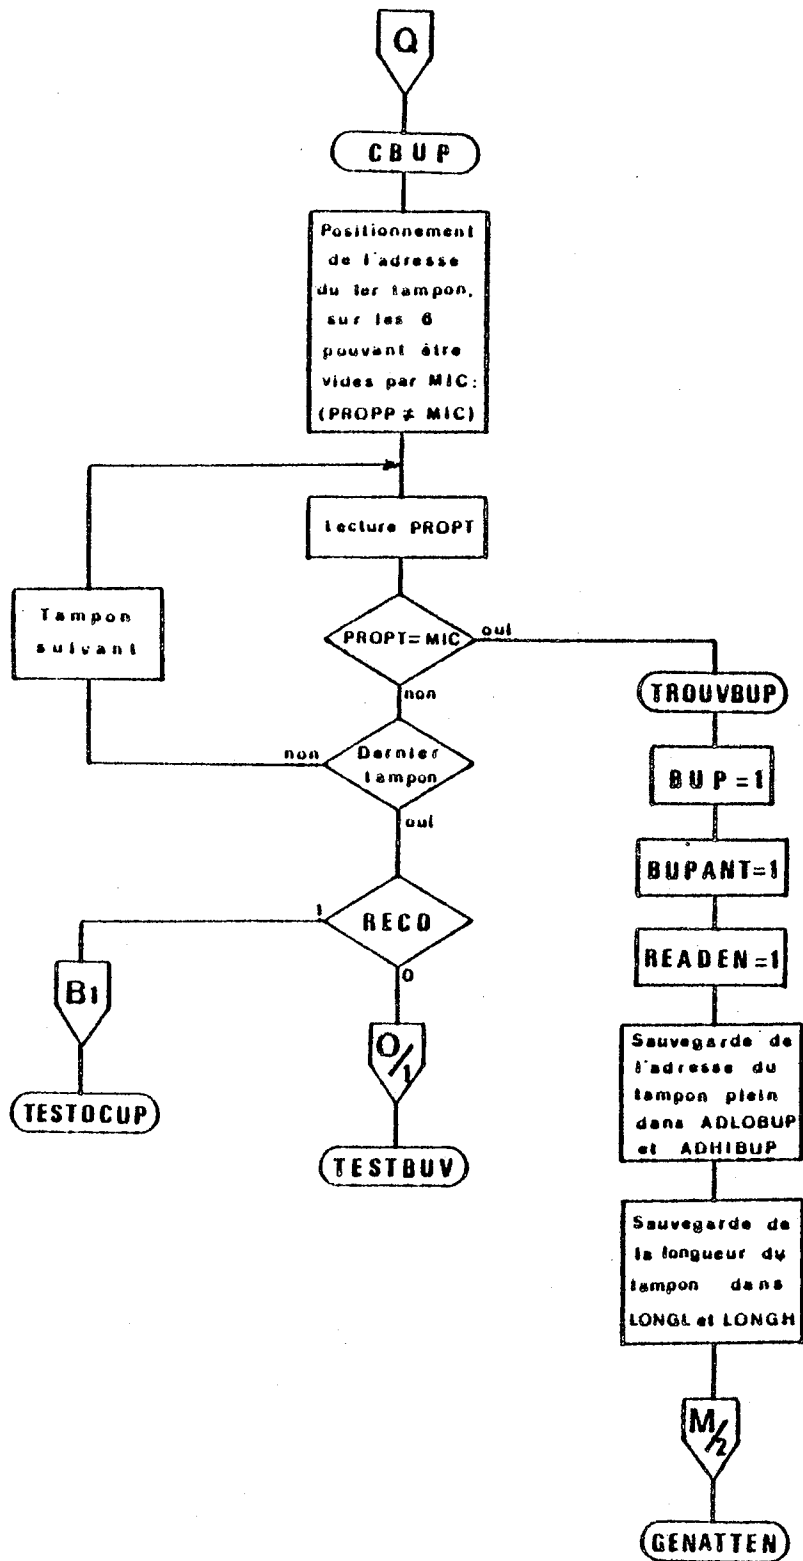 Q
CBUP
Positionnement
de l'adresse
du 1er tampon,
sur les 6
pouvant être
vides par MIC:
(PROPP ≠ MIC)
Lecture PROPT
Tampon
suivant
PROPT=MIC
oui
non
TROUVBUP
Dernier
tampon
non
oui
BUP=1
BUPANT=1
RECO
1
0
READEN=1
B1
O/1
Sauvegarde de
l'adresse du
tampon plein
dans ADLOBUP
et ADHIBUP
TESTOCUP
TESTBUV
Sauvegarde de
la longueur du
tampon dans
LONGL et LONGH
M/2
GENATTEN